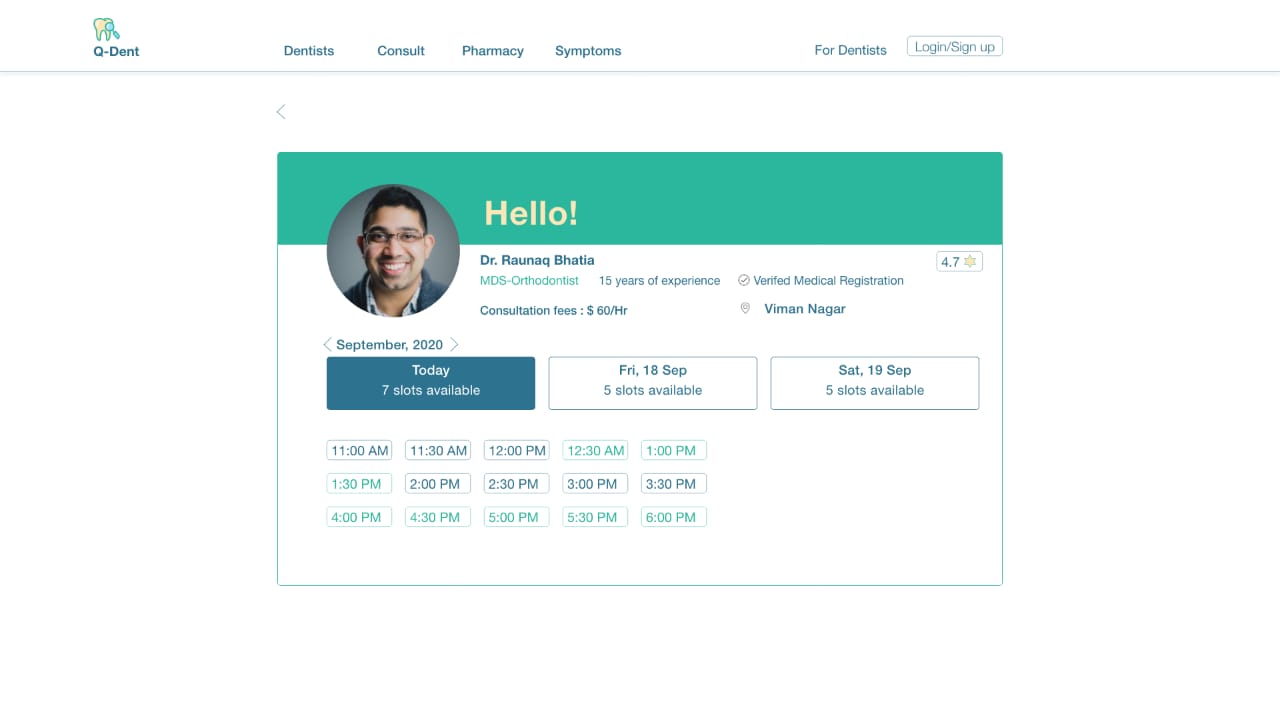 Q-Dent
Dentists Consult Pharmacy Symptoms For Dentists Login/Sign up
Hello!
Dr. Raunaq Bhatia 4.7
MDS-Orthodontist 15 years of experience Verifed Medical Registration
Consultation fees : $ 60/Hr Viman Nagar
September, 2020
Today Fri, 18 Sep Sat, 19 Sep
7 slots available 5 slots available 5 slots available
11:00 AM 11:30 AM 12:00 PM 12:30 AM 1:00 PM
1:30 PM 2:00 PM 2:30 PM 3:00 PM 3:30 PM
4:00 PM 4:30 PM 5:00 PM 5:30 PM 6:00 PM